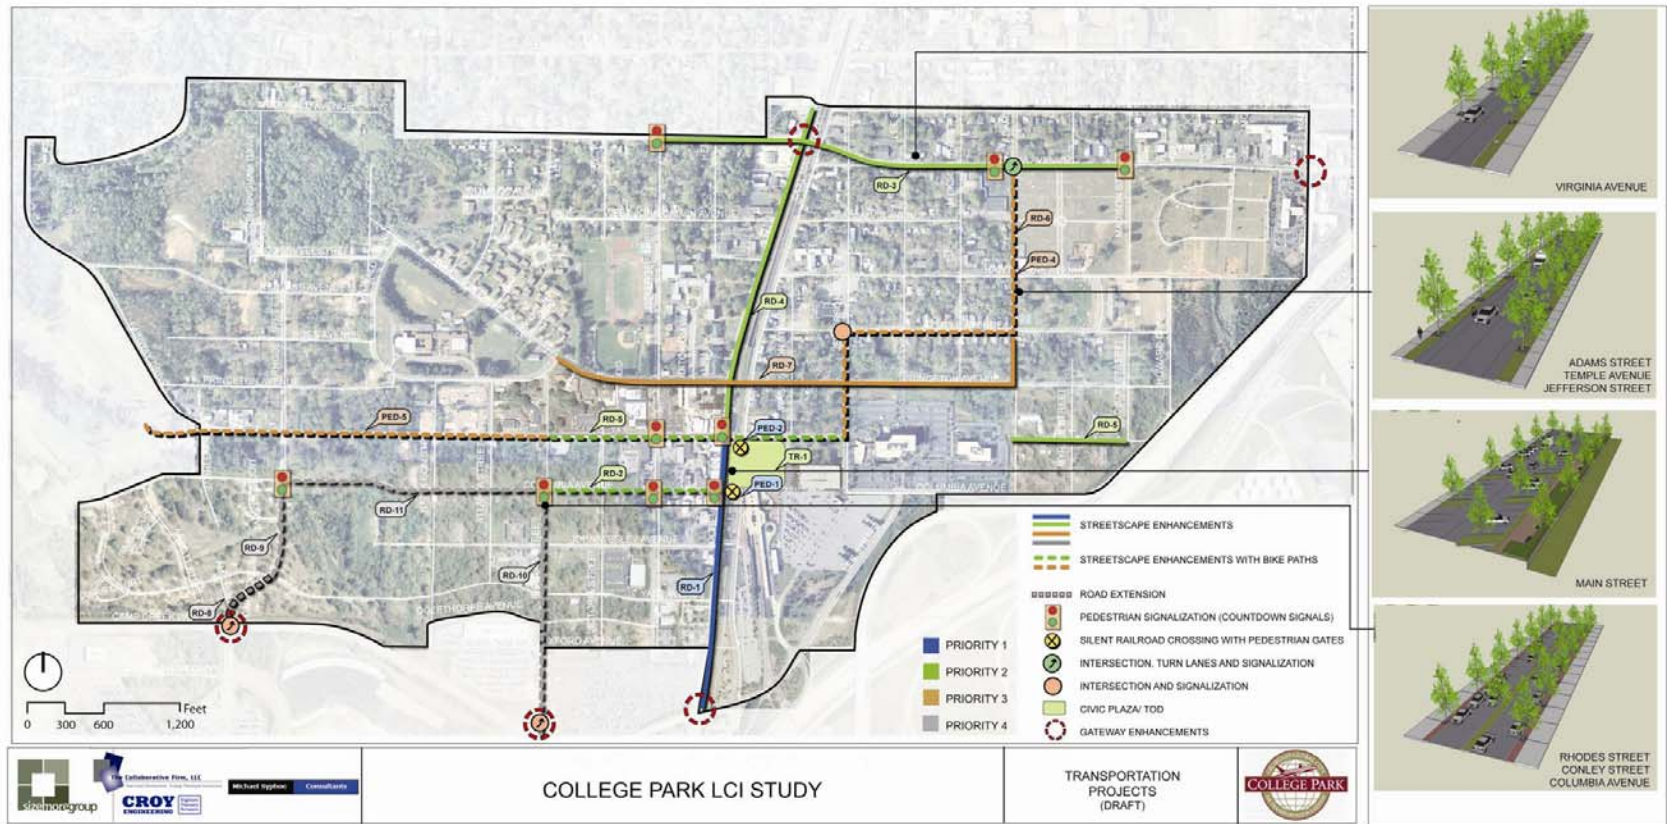 RD-3
RD-6
PED-4
RD-4
RD-7
PED-5
RD-5
PED-2
RD-5
TR-1
RD-2
PED-1
COLUMBIA AVENUE
RD-11
RD-9
RD-10
RD-1
RD-8
STREETSCAPE ENHANCEMENTS
STREETSCAPE ENHANCEMENTS WITH BIKE PATHS
ROAD EXTENSION
PEDESTRIAN SIGNALIZATION (COUNTDOWN SIGNALS)
SILENT RAILROAD CROSSING WITH PEDESTRIAN GATES
INTERSECTION, TURN LANES AND SIGNALIZATION
INTERSECTION AND SIGNALIZATION
CIVIC PLAZA/ TOD
GATEWAY ENHANCEMENTS
PRIORITY 1
PRIORITY 2
PRIORITY 3
PRIORITY 4
Feet
0 300 600 1,200
VIRGINIA AVENUE
ADAMS STREET
TEMPLE AVENUE
JEFFERSON STREET
MAIN STREET
RHODES STREET
CONLEY STREET
COLUMBIA AVENUE
sizemoregroup
The Collaborative Firm, LLC
CROY
ENGINEERING
Michael Syphoe Consultants
COLLEGE PARK LCI STUDY
TRANSPORTATION
PROJECTS
(DRAFT)
COLLEGE PARK